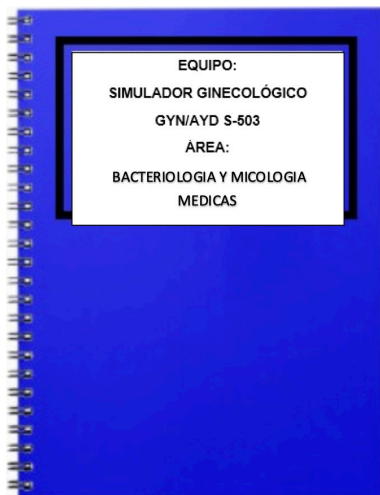 EQUIPO:
SIMULADOR GINECOLÓGICO
GYN/AYD S-503
ÁREA:
BACTERIOLOGIA Y MICOLOGIA
MEDICAS